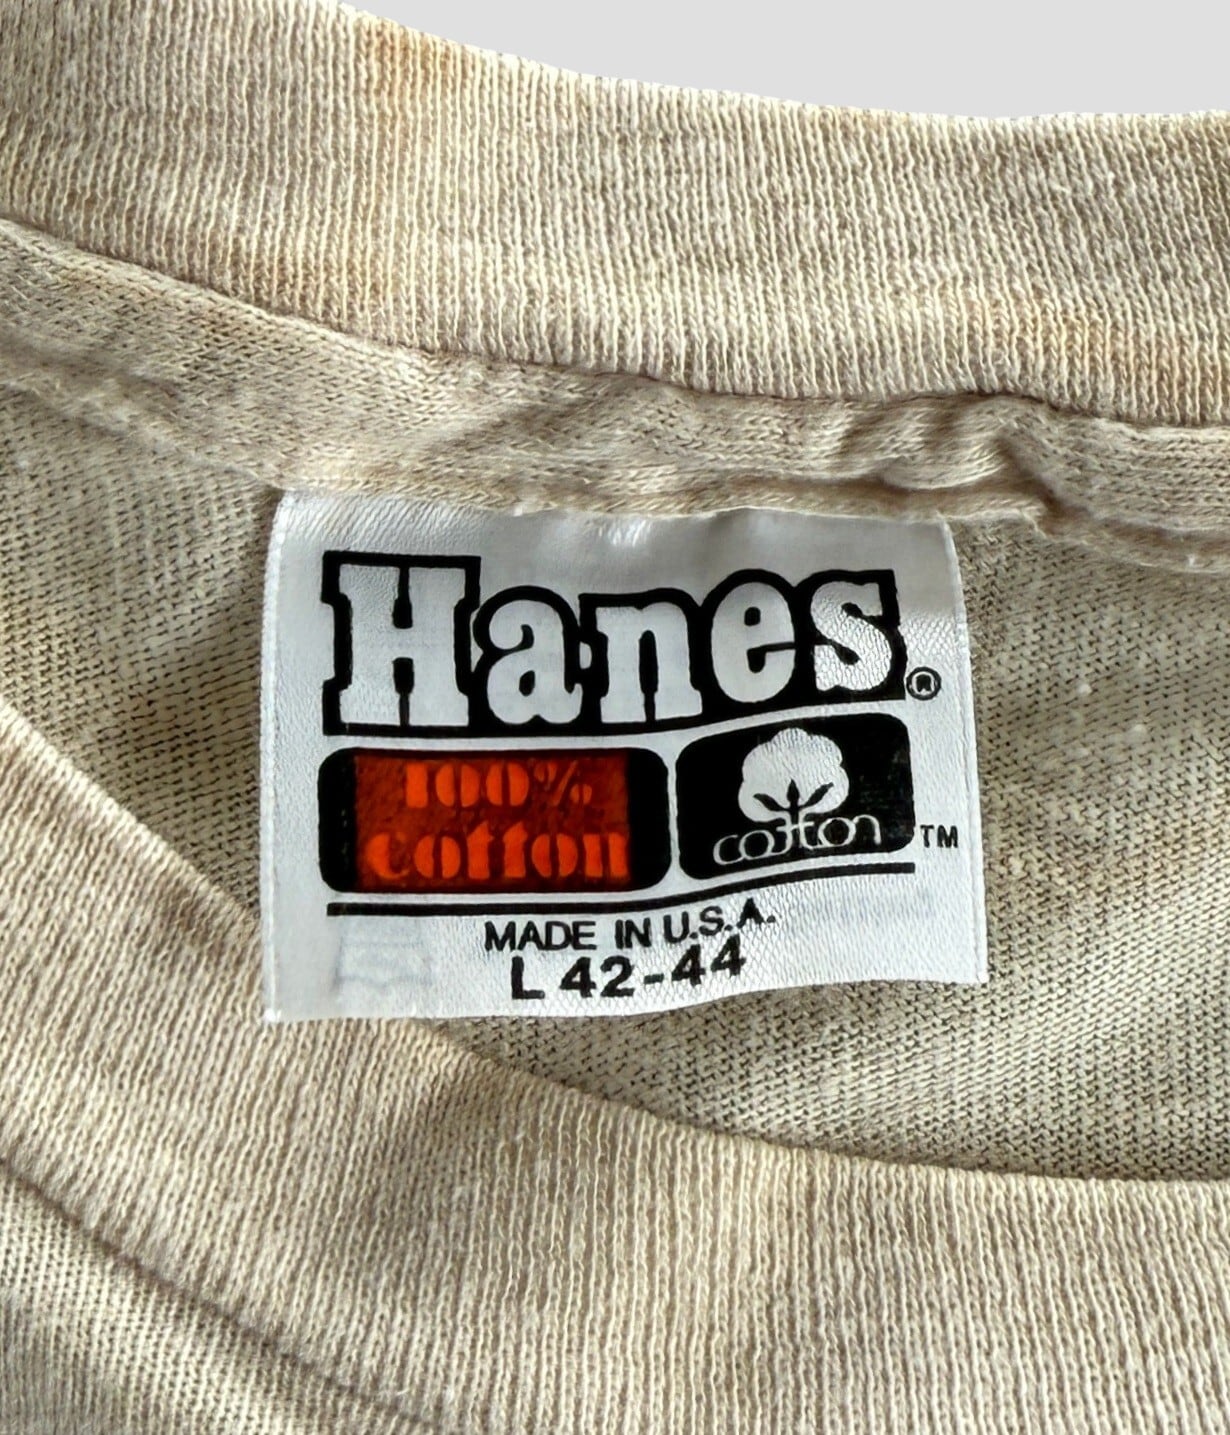 Hanes®
100%
cotton
cotton™
MADE IN U.S.A.
L 42-44